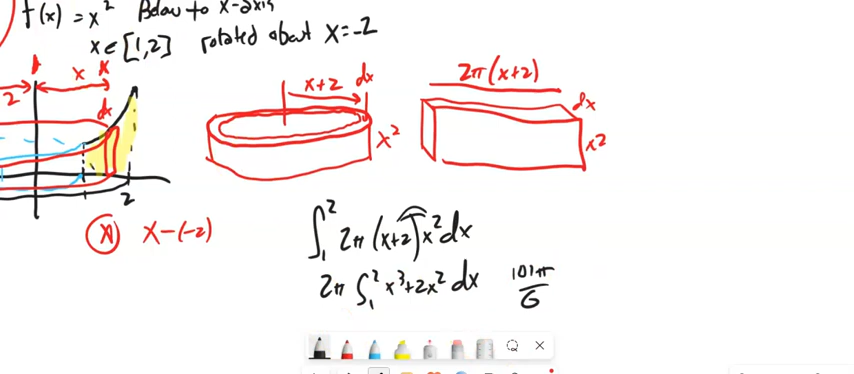 f(x) = x² Below to x-axis
x ∈ [1,2] rotated about x = -2
2 x x
dx
x+2 dx
x²
2π(x+2)
dx
x²
2
x x-(-2)
∫₁² 2π(x+2)x² dx
2π ∫₁² x³+2x² dx 101π/6